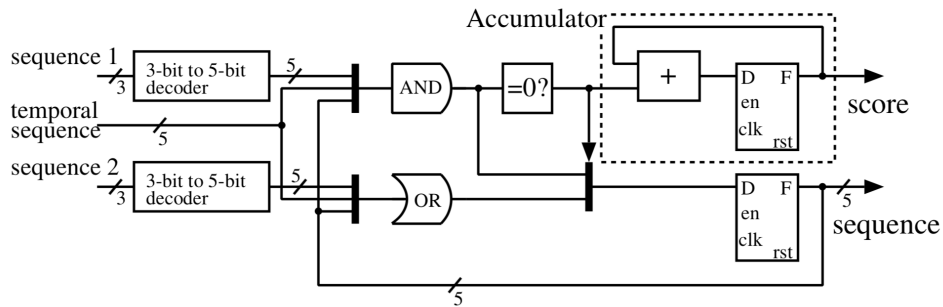 Accumulator
sequence 1
3
3-bit to 5-bit
decoder
5
AND
=0?
+
D F
en
clk
rst
score
temporal
sequence
5
sequence 2
3
3-bit to 5-bit
decoder
5
OR
D F
en
clk
rst
5
sequence
5